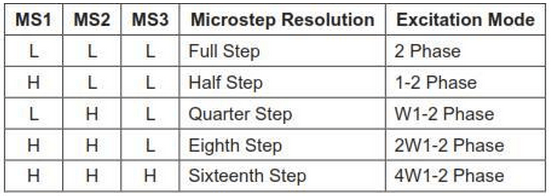 MS1 MS2 MS3 Microstep Resolution Excitation Mode
L L L Full Step 2 Phase
H L L Half Step 1-2 Phase
L H L Quarter Step W1-2 Phase
H H L Eighth Step 2W1-2 Phase
H H H Sixteenth Step 4W1-2 Phase